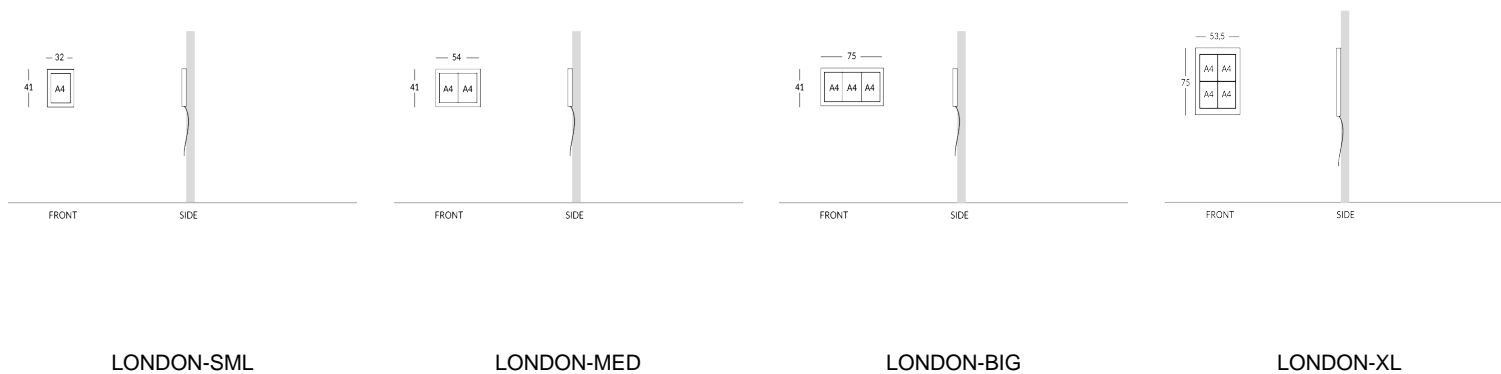 32
41
A4
FRONT SIDE
LONDON-SML
54
41
A4 A4
FRONT SIDE
LONDON-MED
75
41
A4 A4 A4
FRONT SIDE
LONDON-BIG
53,5
75
A4 A4
A4 A4
FRONT SIDE
LONDON-XL